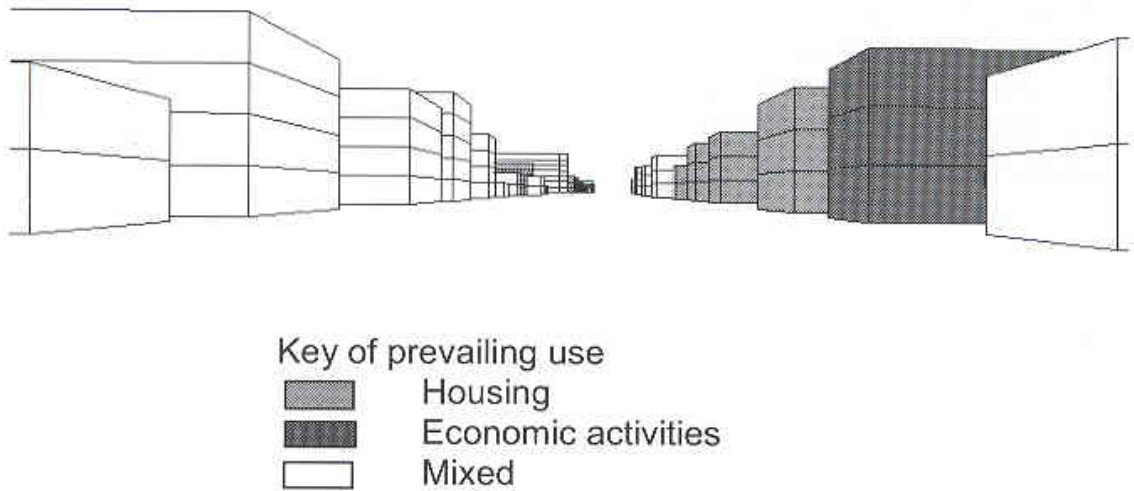 Key of prevailing use
Housing
Economic activities
Mixed